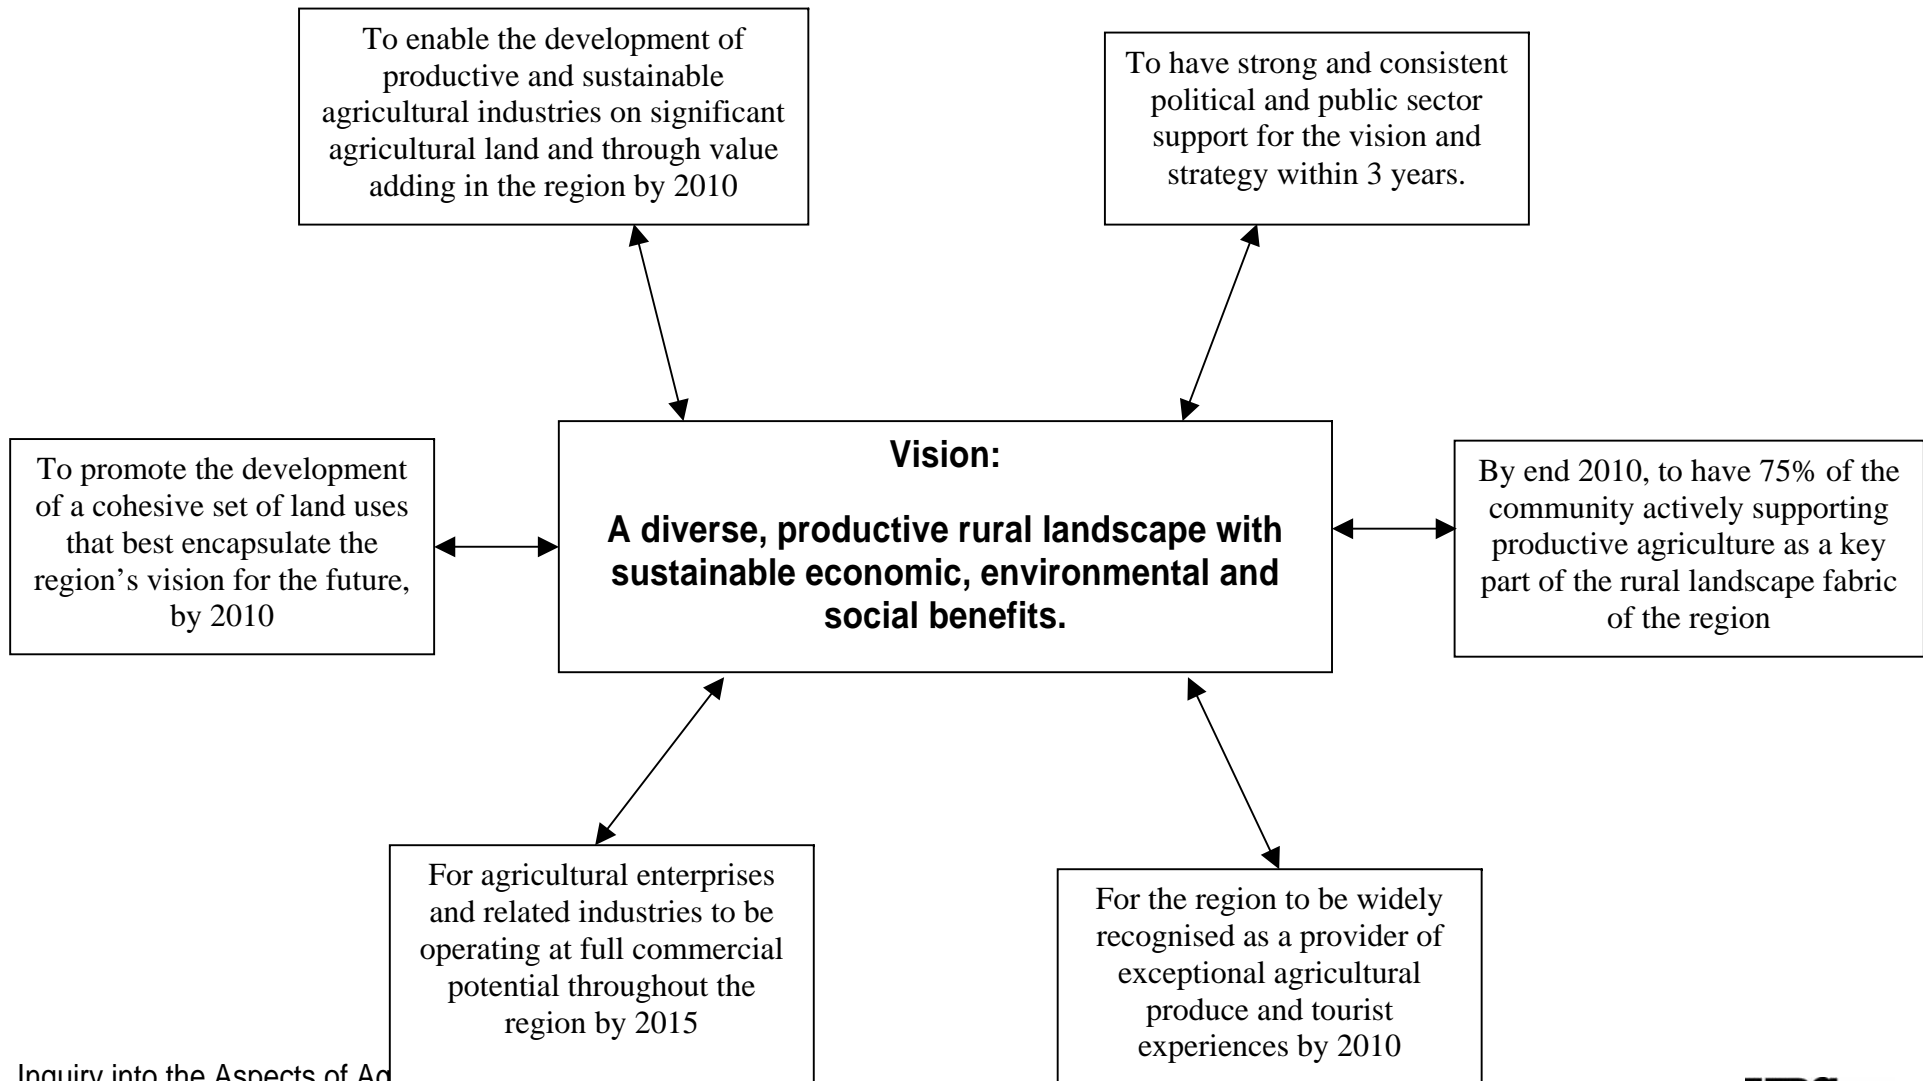 To enable the development of
productive and sustainable
agricultural industries on significant
agricultural land and through value
adding in the region by 2010
To have strong and consistent
political and public sector
support for the vision and
strategy within 3 years.
To promote the development
of a cohesive set of land uses
that best encapsulate the
region’s vision for the future,
by 2010
Vision:
A diverse, productive rural landscape with
sustainable economic, environmental and
social benefits.
By end 2010, to have 75% of the
community actively supporting
productive agriculture as a key
part of the rural landscape fabric
of the region
For agricultural enterprises
and related industries to be
operating at full commercial
potential throughout the
region by 2015
For the region to be widely
recognised as a provider of
exceptional agricultural
produce and tourist
experiences by 2010
Inquiry into the Aspects of